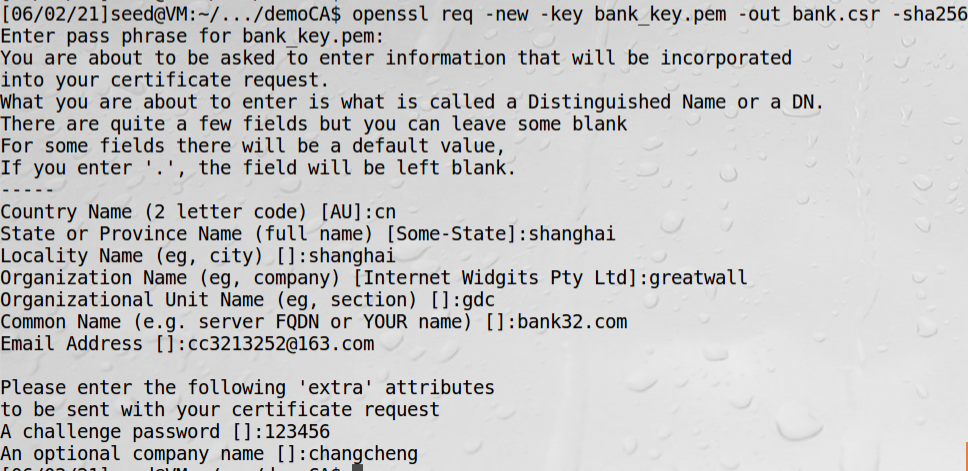 [06/02/21]seed@VM:~/.../demoCA$ openssl req -new -key bank_key.pem -out bank.csr -sha256
Enter pass phrase for bank_key.pem:
You are about to be asked to enter information that will be incorporated
into your certificate request.
What you are about to enter is what is called a Distinguished Name or a DN.
There are quite a few fields but you can leave some blank
For some fields there will be a default value,
If you enter '.', the field will be left blank.
-----
Country Name (2 letter code) [AU]:cn
State or Province Name (full name) [Some-State]:shanghai
Locality Name (eg, city) []:shanghai
Organization Name (eg, company) [Internet Widgits Pty Ltd]:greatwall
Organizational Unit Name (eg, section) []:gdc
Common Name (e.g. server FQDN or YOUR name) []:bank32.com
Email Address []:cc3213252@163.com

Please enter the following 'extra' attributes
to be sent with your certificate request
A challenge password []:123456
An optional company name []:changcheng
[06/02/21]seed@VM:~/.../demoCA$